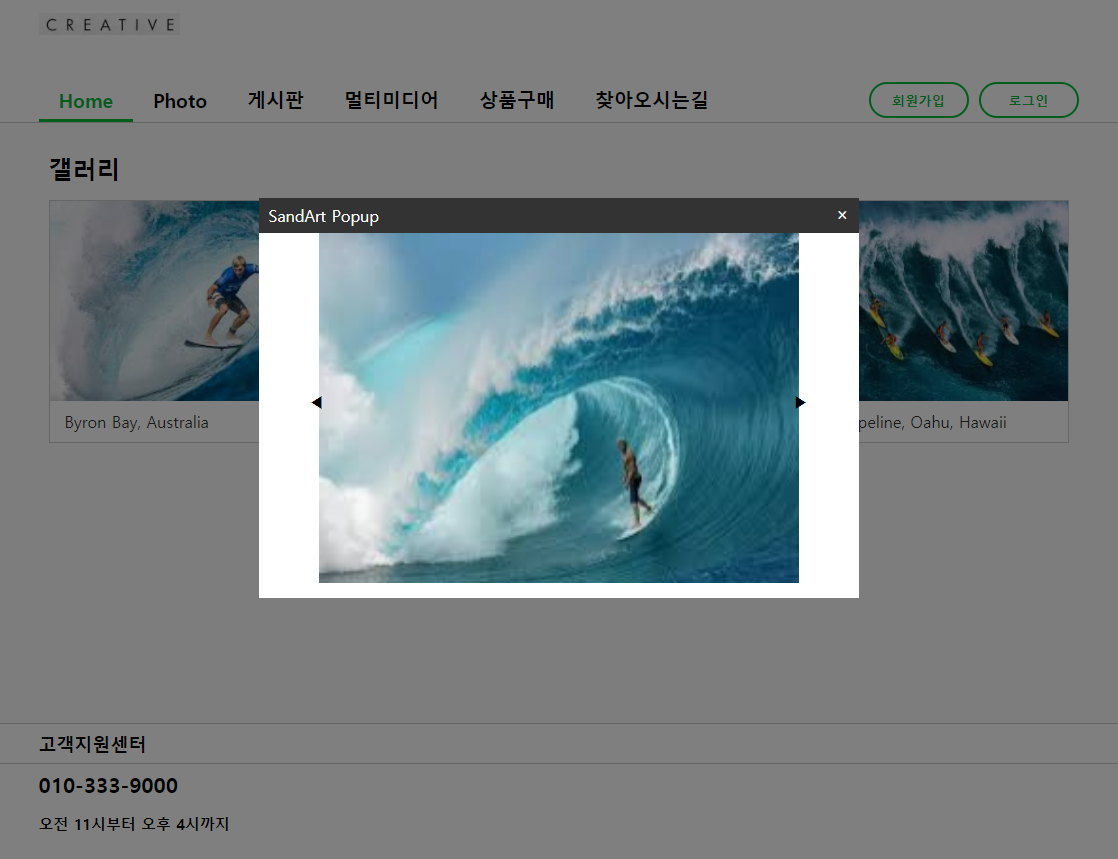 CREATIVE
Home Photo 게시판 멀티미디어 상품구매 찾아오시는길 회원가입 로그인
갤러리
SandArt Popup ×
Byron Bay, Australia peline, Oahu, Hawaii
고객지원센터
010-333-9000
오전 11시부터 오후 4시까지